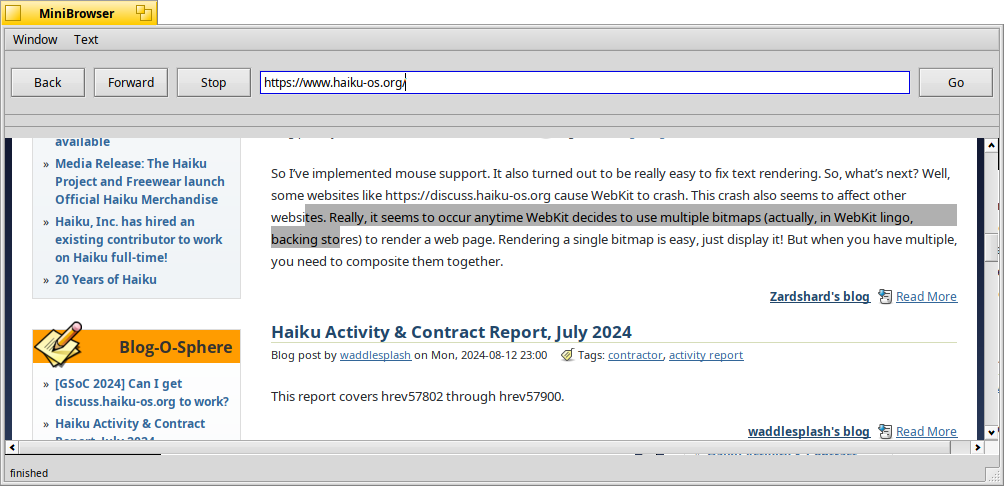 MiniBrowser
Window Text
Back Forward Stop https://www.haiku-os.org/ Go
available
» Media Release: The Haiku
Project and Freewear launch
Official Haiku Merchandise
» Haiku, Inc. has hired an
existing contributor to work
on Haiku full-time!
» 20 Years of Haiku
Blog-O-Sphere
» [GSoC 2024] Can I get
discuss.haiku-os.org to work?
» Haiku Activity & Contract
Report, July 2024
So I’ve implemented mouse support. It also turned out to be really easy to fix text rendering. So, what’s next? Well,
some websites like https://discuss.haiku-os.org cause WebKit to crash. This crash also seems to affect other
websites. Really, it seems to occur anytime WebKit decides to use multiple bitmaps (actually, in WebKit lingo,
backing stores) to render a web page. Rendering a single bitmap is easy, just display it! But when you have multiple,
you need to composite them together.
Zardshard's blog Read More
Haiku Activity & Contract Report, July 2024
Blog post by waddlesplash on Mon, 2024-08-12 23:00 Tags: contractor, activity report
This report covers hrev57802 through hrev57900.
waddlesplash's blog Read More
finished